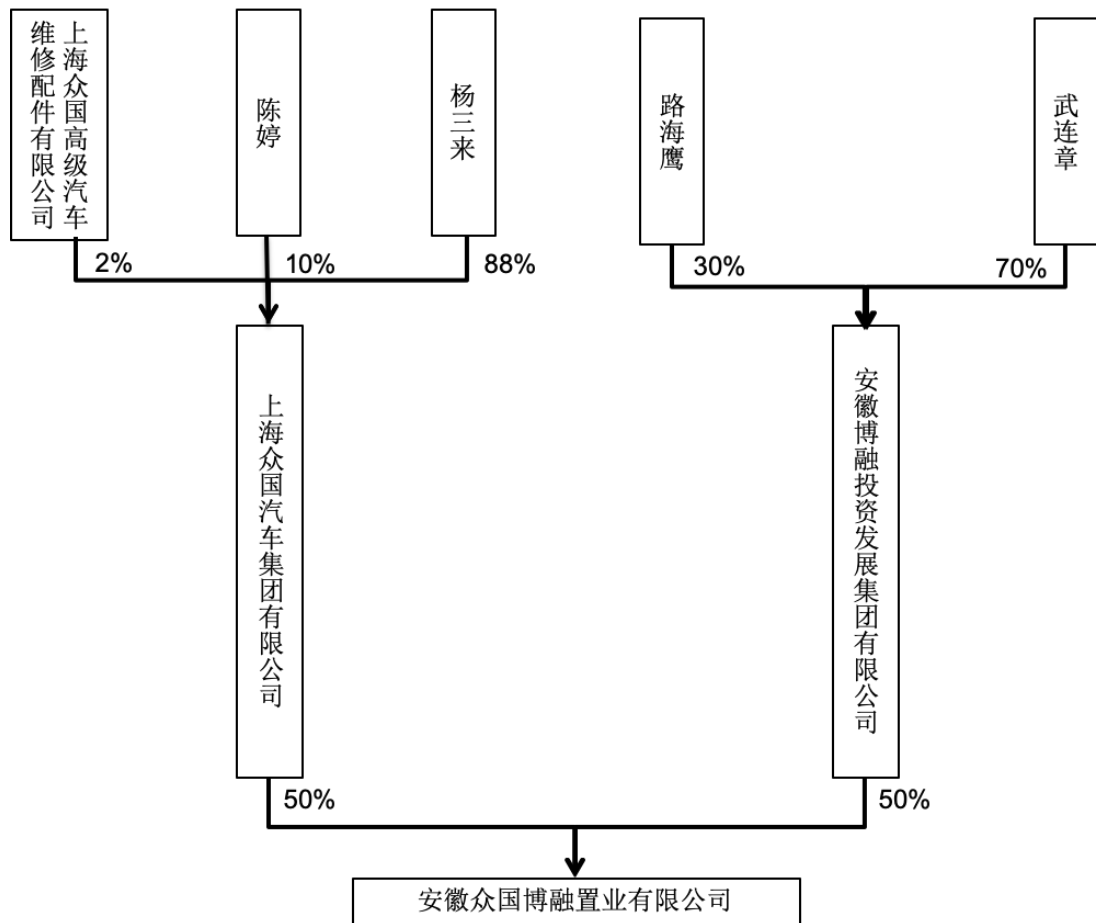 上海众国高级汽车
维修配件有限公司
陈婷
杨三来
路海鹰
武连章
2%
10%
88%
30%
70%
上海众国汽车集团有限公司
安徽博融投资发展集团有限公司
50%
50%
安徽众国博融置业有限公司